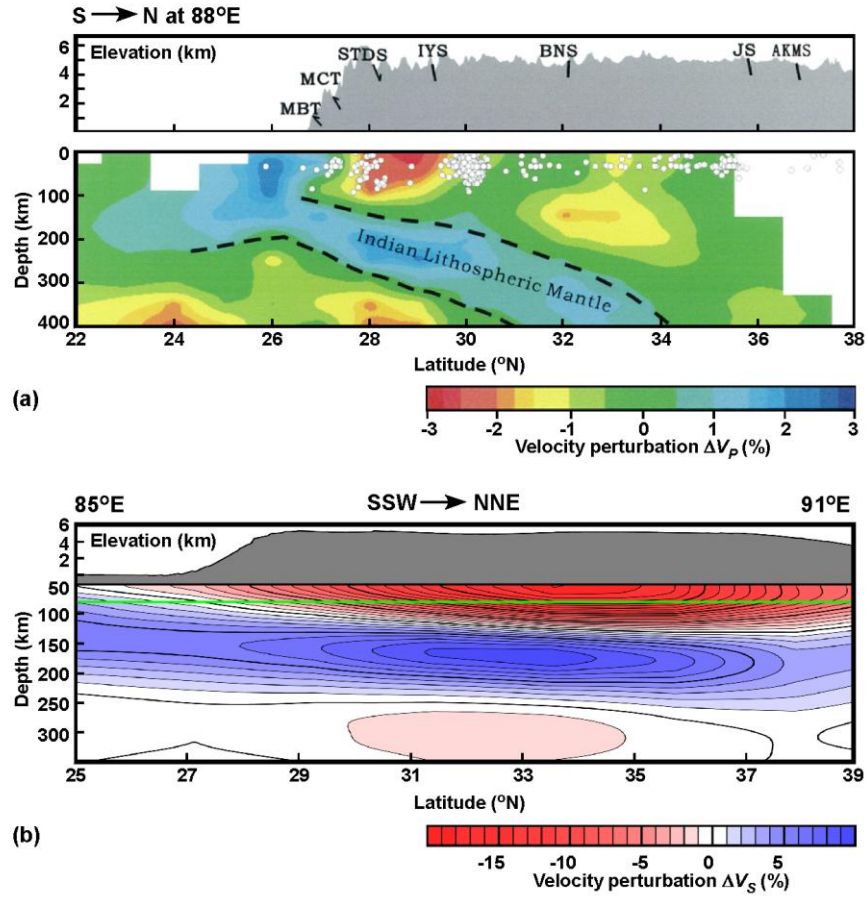 S → N at 88°E
6
4
2
Elevation (km)
MBT
MCT
STDS
IYS
BNS
JS
AKMS
0
100
200
300
400
Depth (km)
Indian Lithospheric Mantle
22 24 26 28 30 32 34 36 38
Latitude (°N)
(a)
-3 -2 -1 0 1 2 3
Velocity perturbation ΔVP (%)
85°E SSW → NNE 91°E
6
4
2
Elevation (km)
50
100
150
200
250
300
Depth (km)
25 27 29 31 33 35 37 39
Latitude (°N)
(b)
-15 -10 -5 0 5
Velocity perturbation ΔVS (%)